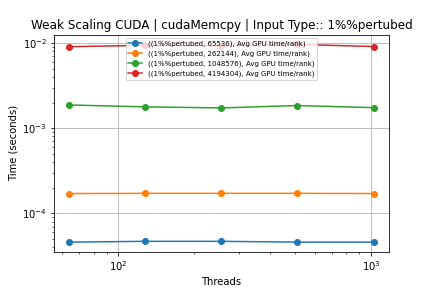 Weak Scaling CUDA | cudaMemcpy | Input Type:: 1%%pertubed
10⁻²
((1%%pertubed, 65536), Avg GPU time/rank)
((1%%pertubed, 262144), Avg GPU time/rank)
((1%%pertubed, 1048576), Avg GPU time/rank)
((1%%pertubed, 4194304), Avg GPU time/rank)
Time (seconds)
10⁻³
10⁻⁴
10²
10³
Threads